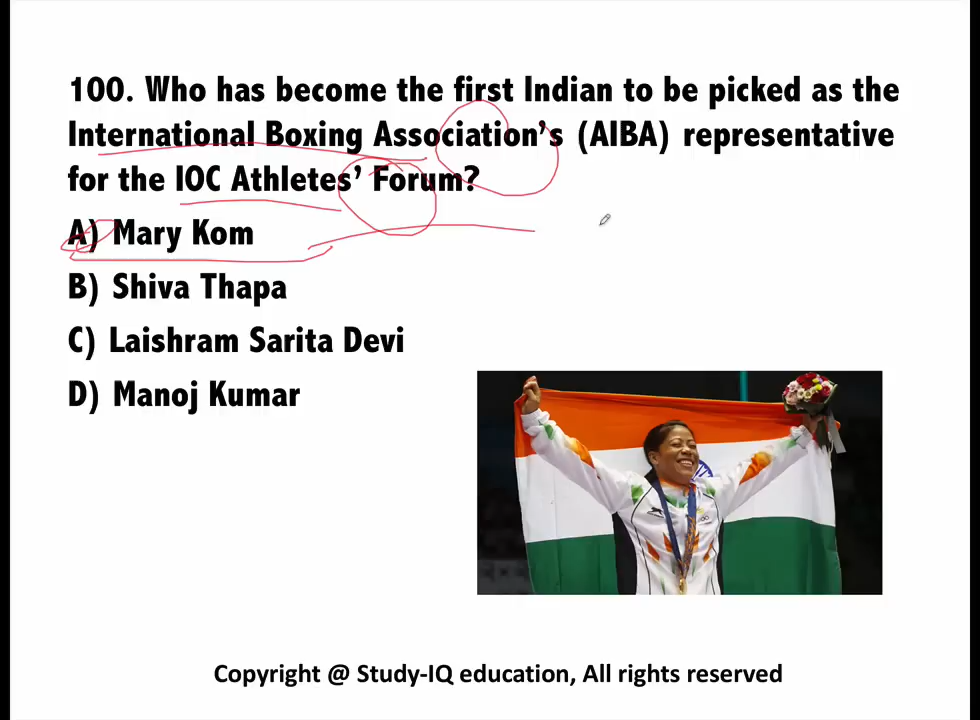 100. Who has become the first Indian to be picked as the
International Boxing Association's (AIBA) representative
for the IOC Athletes' Forum?
A) Mary Kom
B) Shiva Thapa
C) Laishram Sarita Devi
D) Manoj Kumar
Copyright @ Study-IQ education, All rights reserved